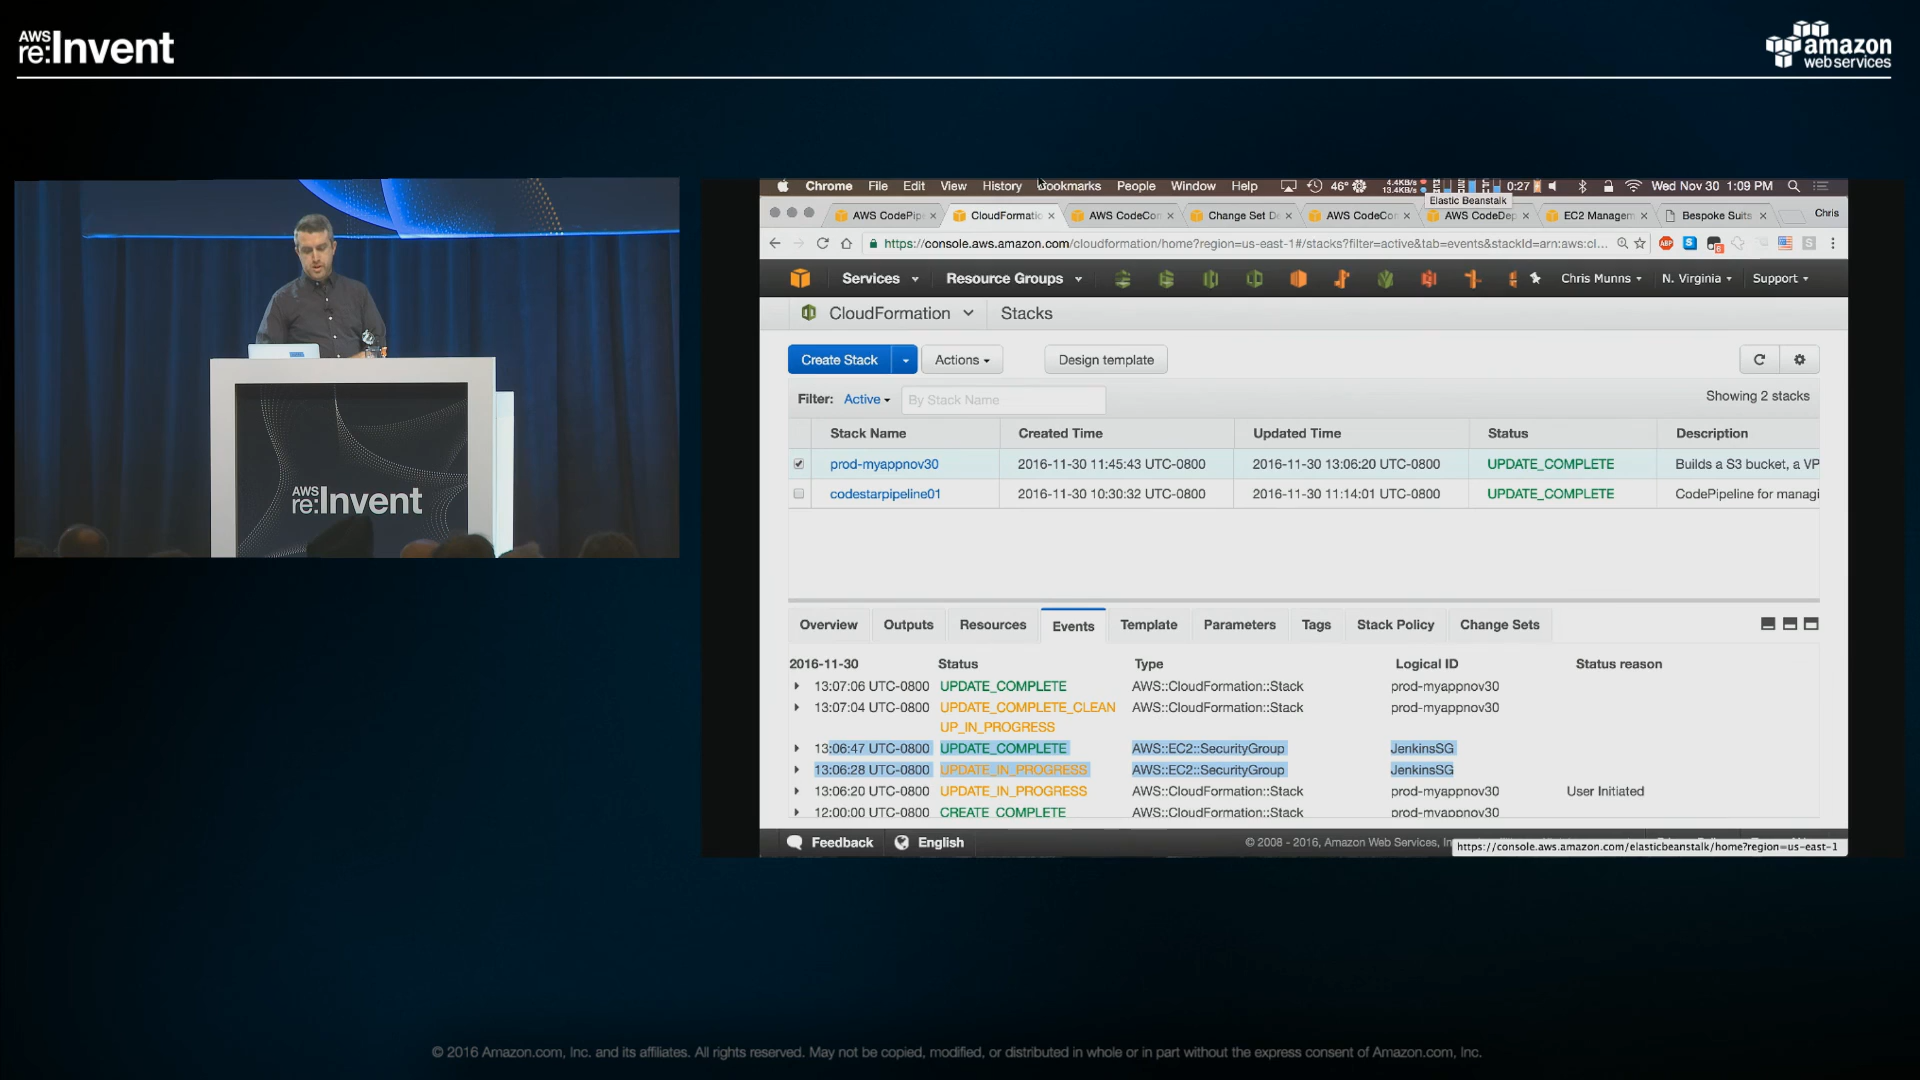 AWS
re:Invent
amazon
web services
AWS
re:Invent
Chrome File Edit View History Bookmarks People Window Help 4.4KB/s 13.4KB/s 46° 0:27 Wed Nov 30 1:09 PM
Elastic Beanstalk
AWS CodePip CloudFormatio AWS CodeCon Change Set De AWS CodeCon AWS CodeDep EC2 Managem Bespoke Suits Chris
https://console.aws.amazon.com/cloudformation/home?region=us-east-1#/stacks?filter=active&tab=events&stackId=arn:aws:cl...
Services Resource Groups Chris Munns N. Virginia Support
CloudFormation Stacks
Create Stack Actions Design template
Filter: Active By Stack Name Showing 2 stacks
Stack Name Created Time Updated Time Status Description
prod-myappnov30 2016-11-30 11:45:43 UTC-0800 2016-11-30 13:06:20 UTC-0800 UPDATE_COMPLETE Builds a S3 bucket, a VP
codestarpipeline01 2016-11-30 10:30:32 UTC-0800 2016-11-30 11:14:01 UTC-0800 UPDATE_COMPLETE CodePipeline for managi
Overview Outputs Resources Events Template Parameters Tags Stack Policy Change Sets
2016-11-30 Status Type Logical ID Status reason
13:07:06 UTC-0800 UPDATE_COMPLETE AWS::CloudFormation::Stack prod-myappnov30
13:07:04 UTC-0800 UPDATE_COMPLETE_CLEAN AWS::CloudFormation::Stack prod-myappnov30
UP_IN_PROGRESS
13:06:47 UTC-0800 UPDATE_COMPLETE AWS::EC2::SecurityGroup JenkinsSG
13:06:28 UTC-0800 UPDATE_IN_PROGRESS AWS::EC2::SecurityGroup JenkinsSG
13:06:20 UTC-0800 UPDATE_IN_PROGRESS AWS::CloudFormation::Stack prod-myappnov30 User Initiated
12:00:00 UTC-0800 CREATE_COMPLETE AWS::CloudFormation::Stack prod-myappnov30
Feedback English © 2008 - 2016, Amazon Web Services, In
https://console.aws.amazon.com/elasticbeanstalk/home?region=us-east-1
© 2016 Amazon.com, Inc. and its affiliates. All rights reserved. May not be copied, modified, or distributed in whole or in part without the express consent of Amazon.com, Inc.